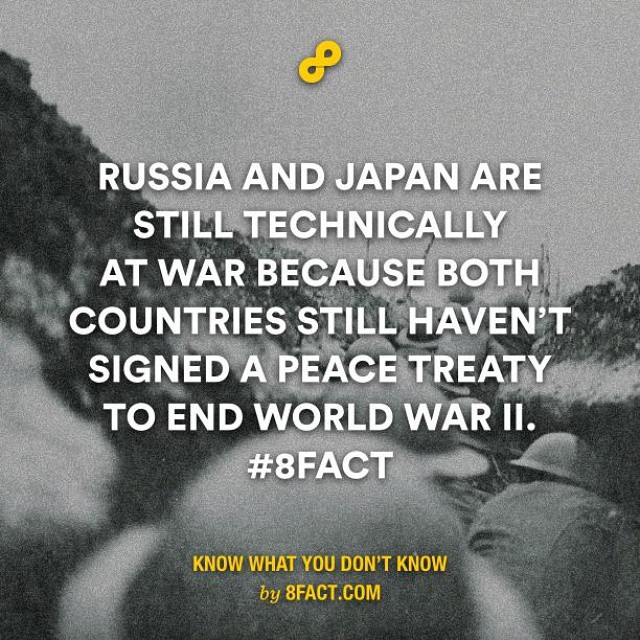 RUSSIA AND JAPAN ARE
STILL TECHNICALLY
AT WAR BECAUSE BOTH
COUNTRIES STILL HAVEN'T
SIGNED A PEACE TREATY
TO END WORLD WAR II.
#8FACT
KNOW WHAT YOU DON'T KNOW
by 8FACT.COM